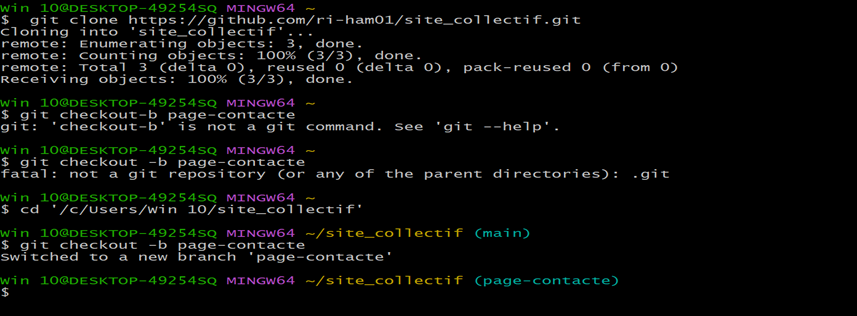 Win 10@DESKTOP-49254SQ MINGW64 ~
$  git clone https://github.com/ri-ham01/site_collectif.git
Cloning into 'site_collectif'...
remote: Enumerating objects: 3, done.
remote: Counting objects: 100% (3/3), done.
remote: Total 3 (delta 0), reused 0 (delta 0), pack-reused 0 (from 0)
Receiving objects: 100% (3/3), done.
Win 10@DESKTOP-49254SQ MINGW64 ~
$ git checkout-b page-contacte
git: 'checkout-b' is not a git command. See 'git --help'.
Win 10@DESKTOP-49254SQ MINGW64 ~
$ git checkout -b page-contacte
fatal: not a git repository (or any of the parent directories): .git
Win 10@DESKTOP-49254SQ MINGW64 ~
$ cd '/c/Users/Win 10/site_collectif'
Win 10@DESKTOP-49254SQ MINGW64 ~/site_collectif (main)
$ git checkout -b page-contacte
Switched to a new branch 'page-contacte'
Win 10@DESKTOP-49254SQ MINGW64 ~/site_collectif (page-contacte)
$